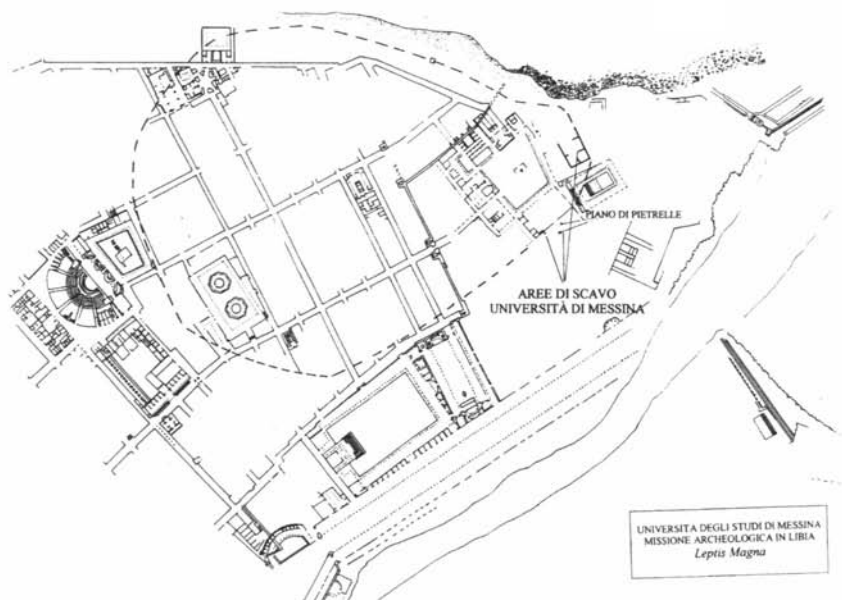 PIANO DI PIETRELLE
AREE DI SCAVO
UNIVERSITÀ DI MESSINA
UNIVERSITA DEGLI STUDI DI MESSINA
MISSIONE ARCHEOLOGICA IN LIBIA
Leptis Magna